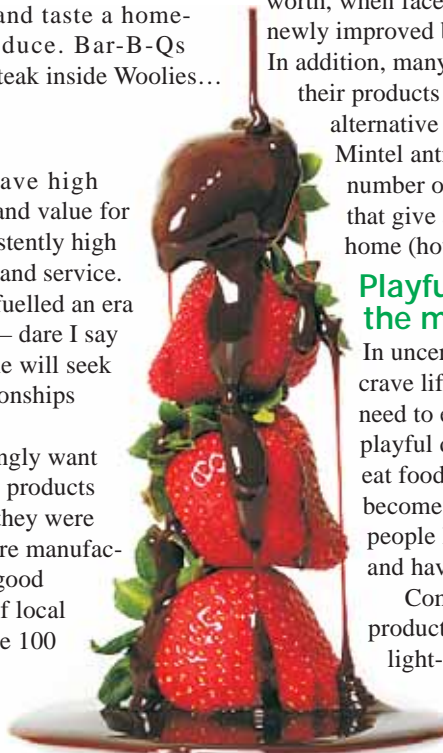 and taste a home-
duce. Bar-B-Qs
teak inside Woolies…
ave high
and value for
stently high
and service.
fuelled an era
– dare I say
e will seek
onships
ngly want
products
they were
re manufac-
good
f local
e 100
worth, when face
newly improved b
In addition, many
their products
alternative
Mintel anti
number o
that give
home (ho
Playfu
the m
In uncer
crave lif
need to
playful
eat food
become
people
and hav
Con
product
light-